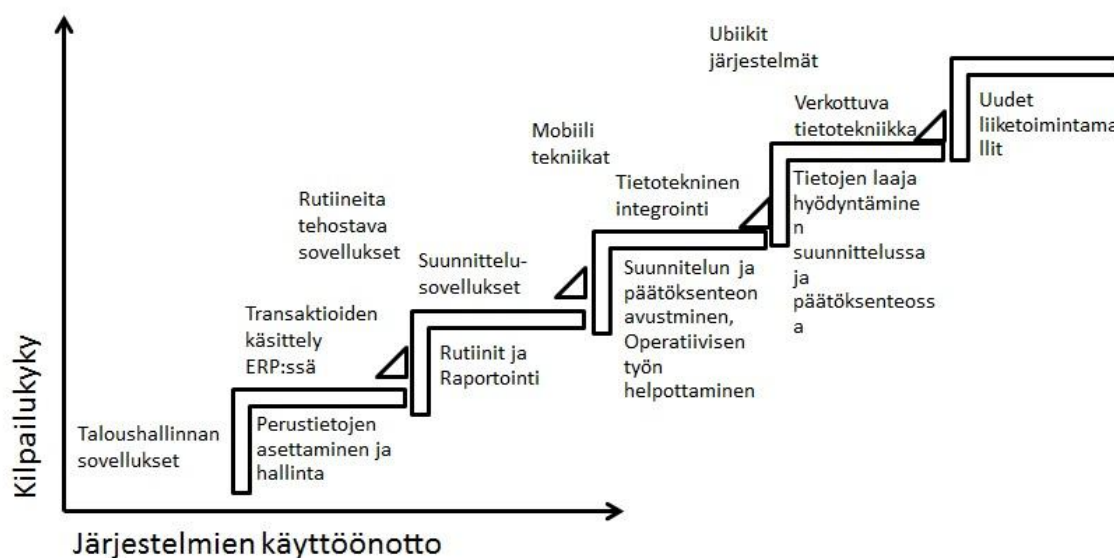 Ubiikit
järjestelmät
Verkottuva
tietotekniikka
Uudet
liiketoimintama
llit
Mobiili
tekniikat
Tietotekninen
integrointi
Tietojen laaja
hyödyntämine
n
suunnittelussa
ja
päätöksenteoss
a
Rutiineita
tehostava
sovellukset
Suunnittelu-
sovellukset
Suunnitelun ja
päätöksenteon
avustminen,
Operatiivisen
työn
helpottaminen
Transaktioiden
käsittely
ERP:ssä
Rutiinit ja
Raportointi
Taloushallinnan
sovellukset
Perustietojen
asettaminen ja
hallinta
Kilpailukyky
Järjestelmien käyttöönotto